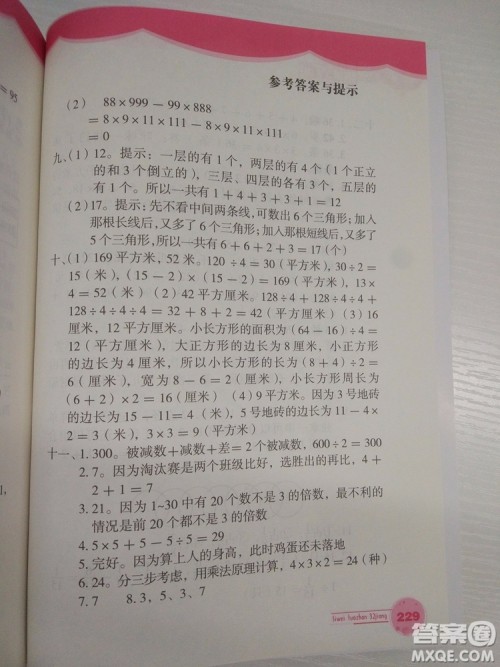 = 95
参考答案与提示
(2) 88×999－99×888
=8×9×11×111－8×9×11×111
=0
九、(1)12。提示：一层的有1个，两层的有4个(1个正立
的和3个倒立的)，三层、四层的各有3个，五层的
有1个。所以一共有1+4+3+3+1=12
(2)17。提示：先不看中间两条线，可数出6个三角形；加入
那根长线后，又多了6个三角形；加入那根短线后，又多了
5个三角形，所以一共有6+6+2+3=17(个)
十、(1)169平方米，52米。120÷4=30(平方米)，30÷2=
15(米)，(15－2)×(15－2)=169(平方米)，13×
4=52(米) (2)42平方厘米。128÷4+128÷4÷4+
128÷4÷4÷4=32+8+2=42(平方厘米) (3)16
厘米，12平方厘米。小长方形的面积为(64－16)÷4=
12(平方厘米)，大正方形的边长为8厘米，小正方形
的边长为4厘米，所以小长方形的长为(8+4)÷2=
6(厘米)，宽为8－6=2(厘米)，小长方形周长为
(6+2)×2=16(厘米) (4)9平方米。3号地砖
的边长为15－11=4(米)，5号地砖的边长为11－4×
2=3(米)，3×3=9(平方米)
十一、1.300。被减数+减数+差=2个被减数，600÷2=300
2.7。因为淘汰赛是两个班级比好，选胜出的再比，4+
2+1=7
3.21。因为1~30中有20个数不是3的倍数，最不利的
情况是前20个都不是3的倍数
4.5×5+5－5÷5=29
5.完好。因为算上人的身高，此时鸡蛋还未落地
6.24。分三步考虑，用乘法原理计算，4×3×2=24(种)
7.7 8.3，5，3，7
229
答案圈
MXQE.COM